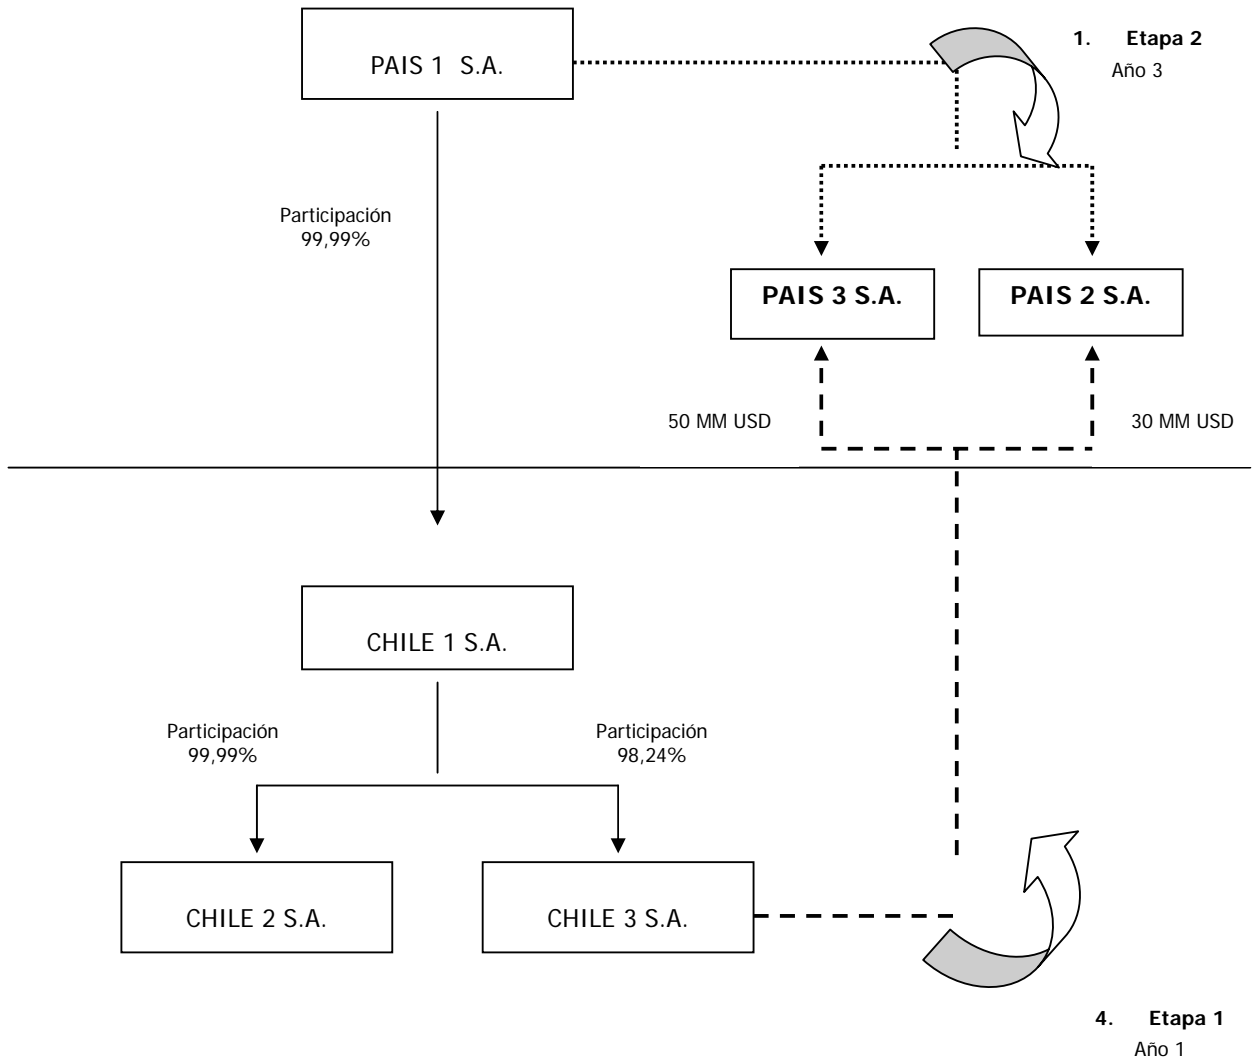 PAIS 1 S.A.
1. Etapa 2
Año 3
Participación
99,99%
PAIS 3 S.A.
PAIS 2 S.A.
50 MM USD
30 MM USD
CHILE 1 S.A.
Participación
99,99%
Participación
98,24%
CHILE 2 S.A.
CHILE 3 S.A.
4. Etapa 1
Año 1